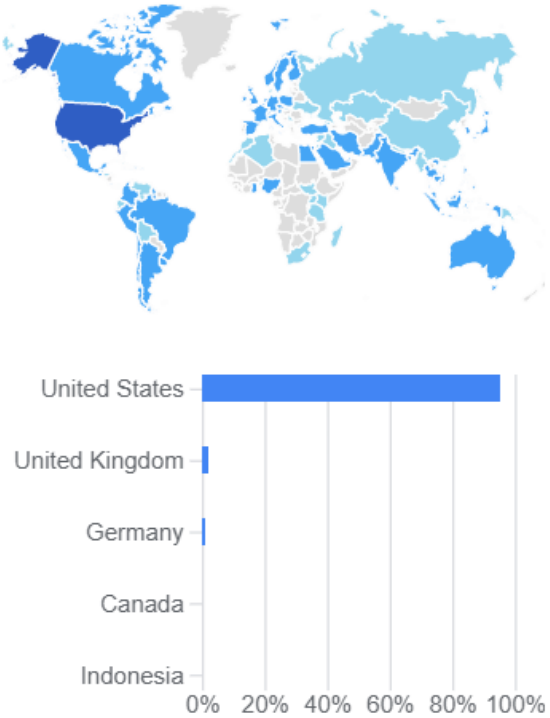 United States
United Kingdom
Germany
Canada
Indonesia
0% 20% 40% 60% 80% 100%